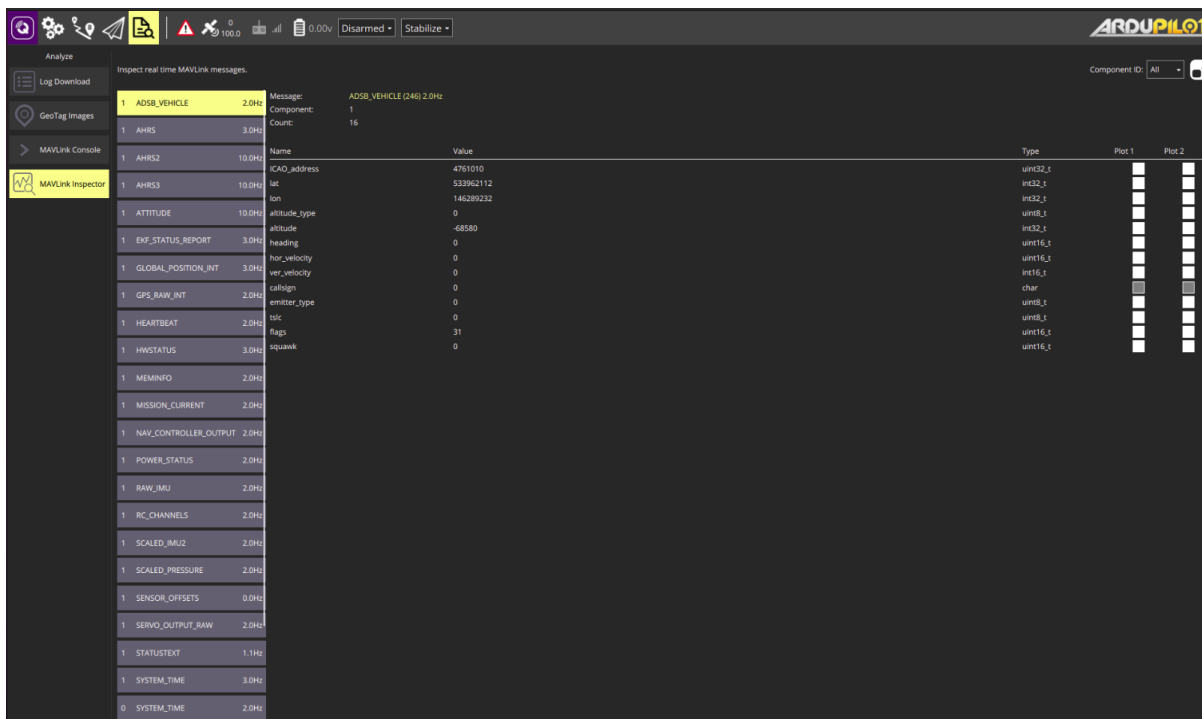 0
100.0
0.00v
Disarmed
Stabilize
ARDUPILOT
Analyze
Log Download
GeoTag Images
MAVLink Console
MAVLink Inspector
Inspect real time MAVLink messages.
Component ID: All
1 ADSB_VEHICLE 2.0Hz
1 AHRS 3.0Hz
1 AHRS2 10.0Hz
1 AHRS3 10.0Hz
1 ATTITUDE 10.0Hz
1 EKF_STATUS_REPORT 3.0Hz
1 GLOBAL_POSITION_INT 3.0Hz
1 GPS_RAW_INT 2.0Hz
1 HEARTBEAT 2.0Hz
1 HWSTATUS 3.0Hz
1 MEMINFO 2.0Hz
1 MISSION_CURRENT 2.0Hz
1 NAV_CONTROLLER_OUTPUT 2.0Hz
1 POWER_STATUS 2.0Hz
1 RAW_IMU 2.0Hz
1 RC_CHANNELS 2.0Hz
1 SCALED_IMU2 2.0Hz
1 SCALED_PRESSURE 2.0Hz
1 SENSOR_OFFSETS 0.0Hz
1 SERVO_OUTPUT_RAW 2.0Hz
1 STATUSTEXT 1.1Hz
1 SYSTEM_TIME 3.0Hz
0 SYSTEM_TIME 2.0Hz
Message: ADSB_VEHICLE (246) 2.0Hz
Component: 1
Count: 16
Name Value Type Plot 1 Plot 2
ICAO_address 4761010 uint32_t
lat 533962112 int32_t
lon 146289232 int32_t
altitude_type 0 uint8_t
altitude -68580 int32_t
heading 0 uint16_t
hor_velocity 0 uint16_t
ver_velocity 0 int16_t
callsign 0 char
emitter_type 0 uint8_t
tslc 0 uint8_t
flags 31 uint16_t
squawk 0 uint16_t